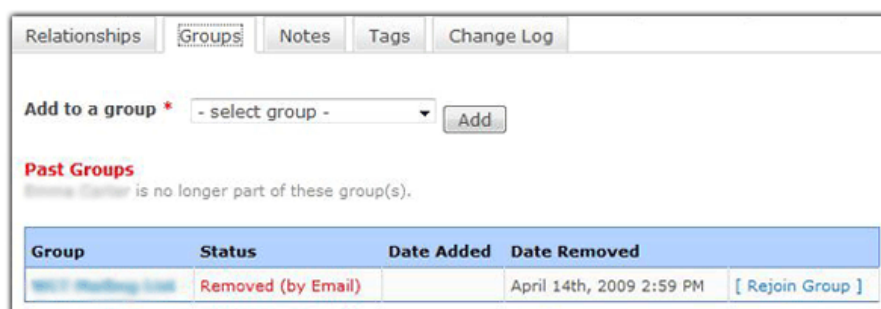 Relationships Groups Notes Tags Change Log
Add to a group * - select group - Add
Past Groups
is no longer part of these group(s).
Group Status Date Added Date Removed
Removed (by Email) April 14th, 2009 2:59 PM [ Rejoin Group ]